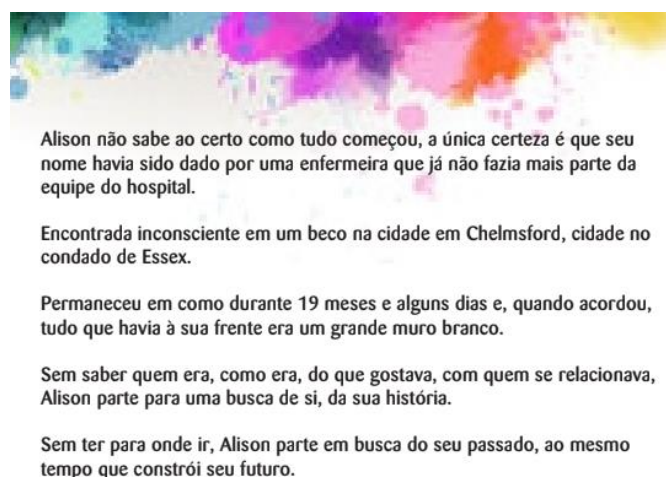 Alison não sabe ao certo como tudo começou, a única certeza é que seu
nome havia sido dado por uma enfermeira que já não fazia mais parte da
equipe do hospital.
Encontrada inconsciente em um beco na cidade em Chelmsford, cidade no
condado de Essex.
Permaneceu em como durante 19 meses e alguns dias e, quando acordou,
tudo que havia à sua frente era um grande muro branco.
Sem saber quem era, como era, do que gostava, com quem se relacionava,
Alison parte para uma busca de si, da sua história.
Sem ter para onde ir, Alison parte em busca do seu passado, ao mesmo
tempo que constrói seu futuro.